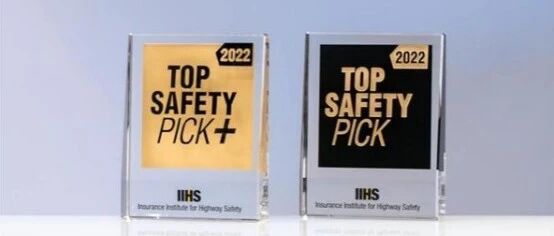 2022
TOP
SAFETY
PICK+
IIHS
Insurance Institute for Highway Safety
2022
TOP
SAFETY
PICK
IIHS
Insurance Institute for Highway Safety